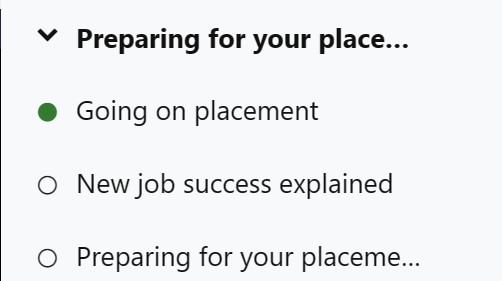 Preparing for your place...
Going on placement
New job success explained
Preparing for your placeme...